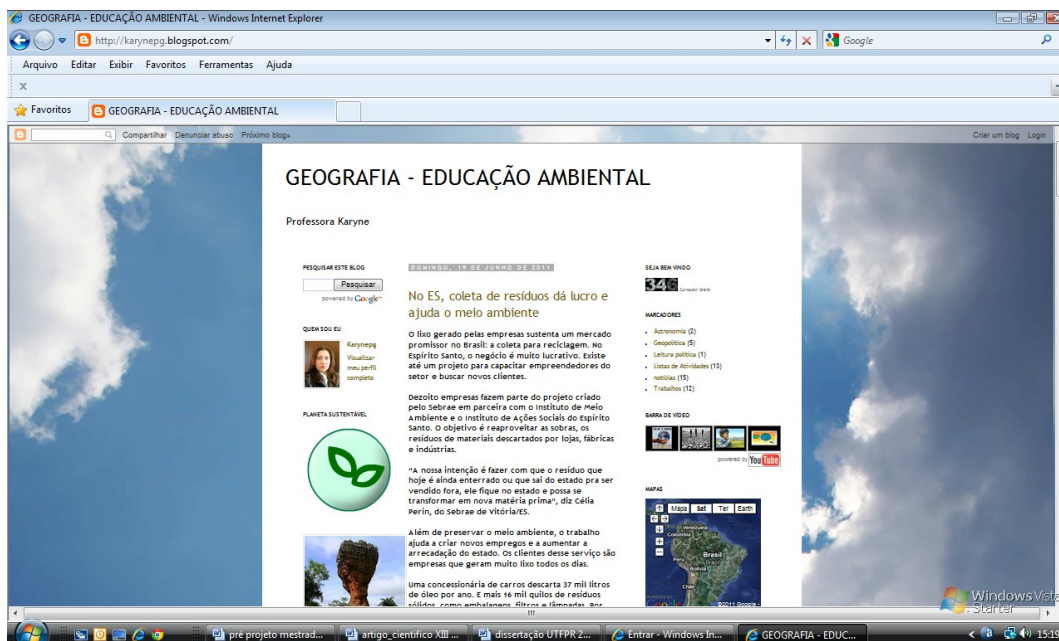 GEOGRAFIA - EDUCAÇÃO AMBIENTAL - Windows Internet Explorer
http://karynepg.blogspot.com/
Google
Arquivo Editar Exibir Favoritos Ferramentas Ajuda
x
Favoritos
GEOGRAFIA - EDUCAÇÃO AMBIENTAL
Compartilhar Denunciar abuso Próximo blog»
Criar um blog Login
GEOGRAFIA - EDUCAÇÃO AMBIENTAL
Professora Karyne
PESQUISAR ESTE BLOG
Pesquisar
powered by Google™
QUEM SOU EU
Karynepg
Visualizar
meu perfil
completo
PLANETA SUSTENTÁVEL
DOMINGO, 19 DE JUNHO DE 2011
No ES, coleta de resíduos dá lucro e
ajuda o meio ambiente
O lixo gerado pelas empresas sustenta um mercado
promissor no Brasil: a coleta para reciclagem. No
Espírito Santo, o negócio é muito lucrativo. Existe
até um projeto para capacitar empreendedores do
setor e buscar novos clientes.
Dezoito empresas fazem parte do projeto criado
pelo Sebrae em parceira com o Instituto de Meio
Ambiente e o Instituto de Ações Sociais do Espírito
Santo. O objetivo é reaproveitar as sobras, os
resíduos de materiais descartados por lojas, fábricas
e indústrias.
"A nossa intenção é fazer com que o resíduo que
hoje é ainda enterrado ou que sai do estado pra ser
vendido fora, ele fique no estado e possa se
transformar em nova matéria prima", diz Célia
Perin, do Sebrae de Vitória/ES.
Além de preservar o meio ambiente, o trabalho
ajuda a criar novos empregos e a aumentar a
arrecadação do estado. Os clientes desse serviço são
empresas que geram muito lixo todos os dias.
Uma concessionária de carros descarta 37 mil litros
de óleo por ano. E mais 16 mil quilos de resíduos
sólidos, como embalagens, filtros e lâmpadas. Por
SEJA BEM VINDO
346 Contador Grátis
MARCADORES
Astronomia (2)
Geopolítica (5)
Leitura política (1)
Listas de Atividades (13)
notícias (15)
Trabalhos (12)
BARRA DE VÍDEO
powered by YouTube
MAPAS
Mapa Sat Ter Earth
Venezuela
Colombia
Brasil
Peru
Bolivia
Chile
©2011 Google
Windows Vista
Starter
pré projeto mestrad...
artigo_cientifico XIII ...
dissertação UTFPR 2...
Entrar - Windows In...
GEOGRAFIA - EDUC...